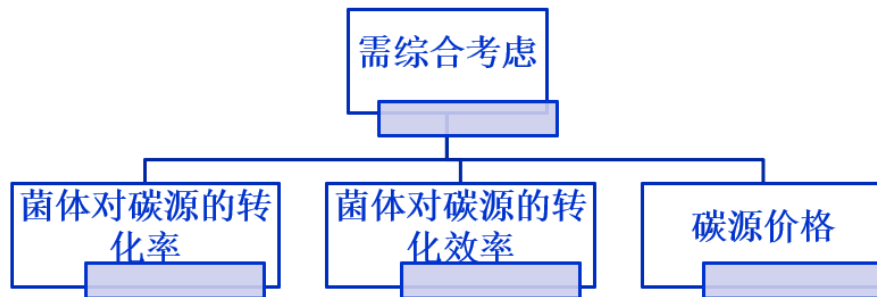 需综合考虑
菌体对碳源的转
化率
菌体对碳源的转
化效率
碳源价格